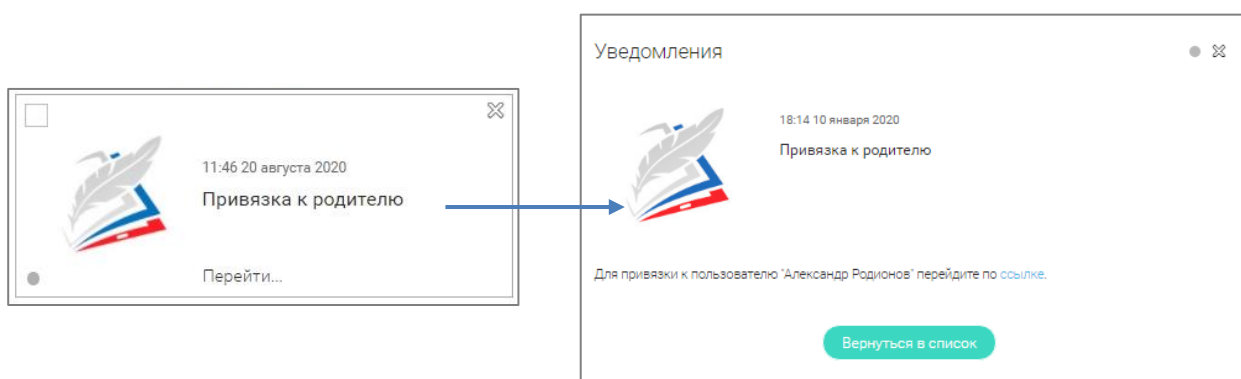 11:46 20 августа 2020
Привязка к родителю
Перейти...
Уведомления
18:14 10 января 2020
Привязка к родителю
Для привязки к пользователю "Александр Родионов" перейдите по ссылке.
Вернуться в список